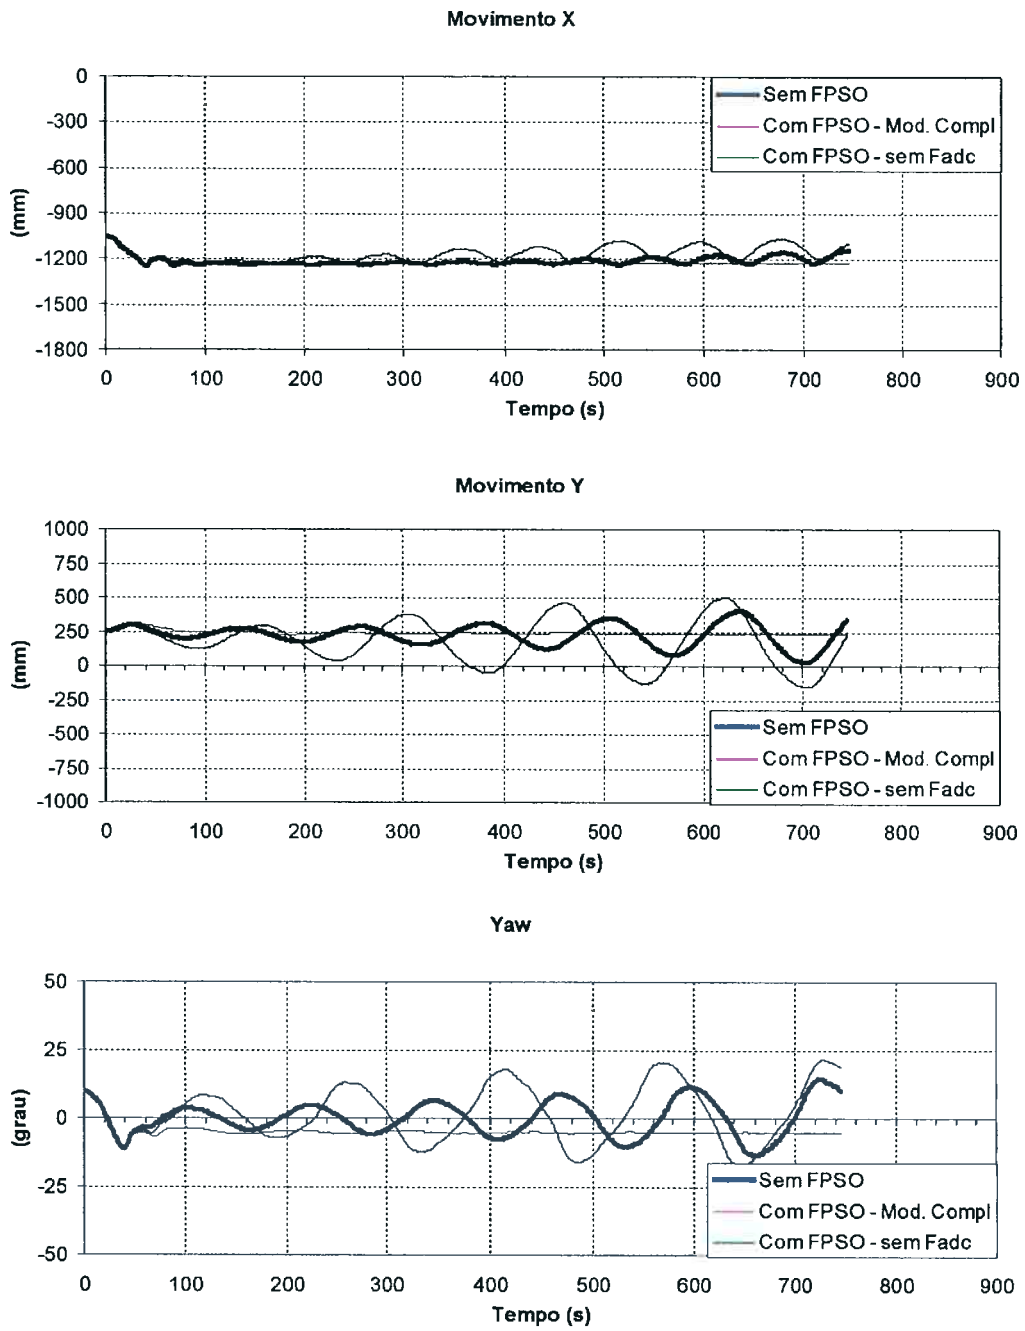 Movimento X
0
-300
-600
-900
-1200
-1500
-1800
(mm)
Sem FPSO
Com FPSO - Mod. Compl
Com FPSO - sem Fadc
0 100 200 300 400 500 600 700 800 900
Tempo (s)
Movimento Y
1000
750
500
250
0
-250
-500
-750
-1000
(mm)
Sem FPSO
Com FPSO - Mod. Compl
Com FPSO - sem Fadc
0 100 200 300 400 500 600 700 800 900
Tempo (s)
Yaw
50
25
0
-25
-50
(grau)
Sem FPSO
Com FPSO - Mod. Compl
Com FPSO - sem Fadc
0 100 200 300 400 500 600 700 800 900
Tempo (s)